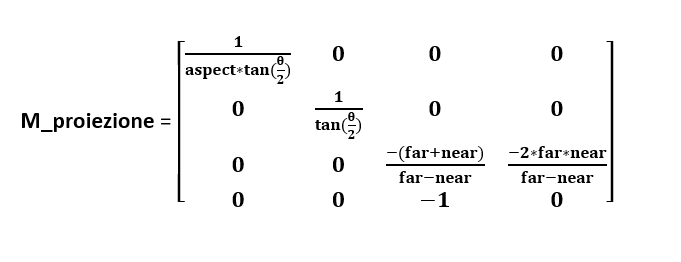 M_proiezione =
1/aspect*tan(θ/2) 0 0 0
0 1/tan(θ/2) 0 0
0 0 −(far+near)/far−near −2*far*near/far−near
0 0 −1 0